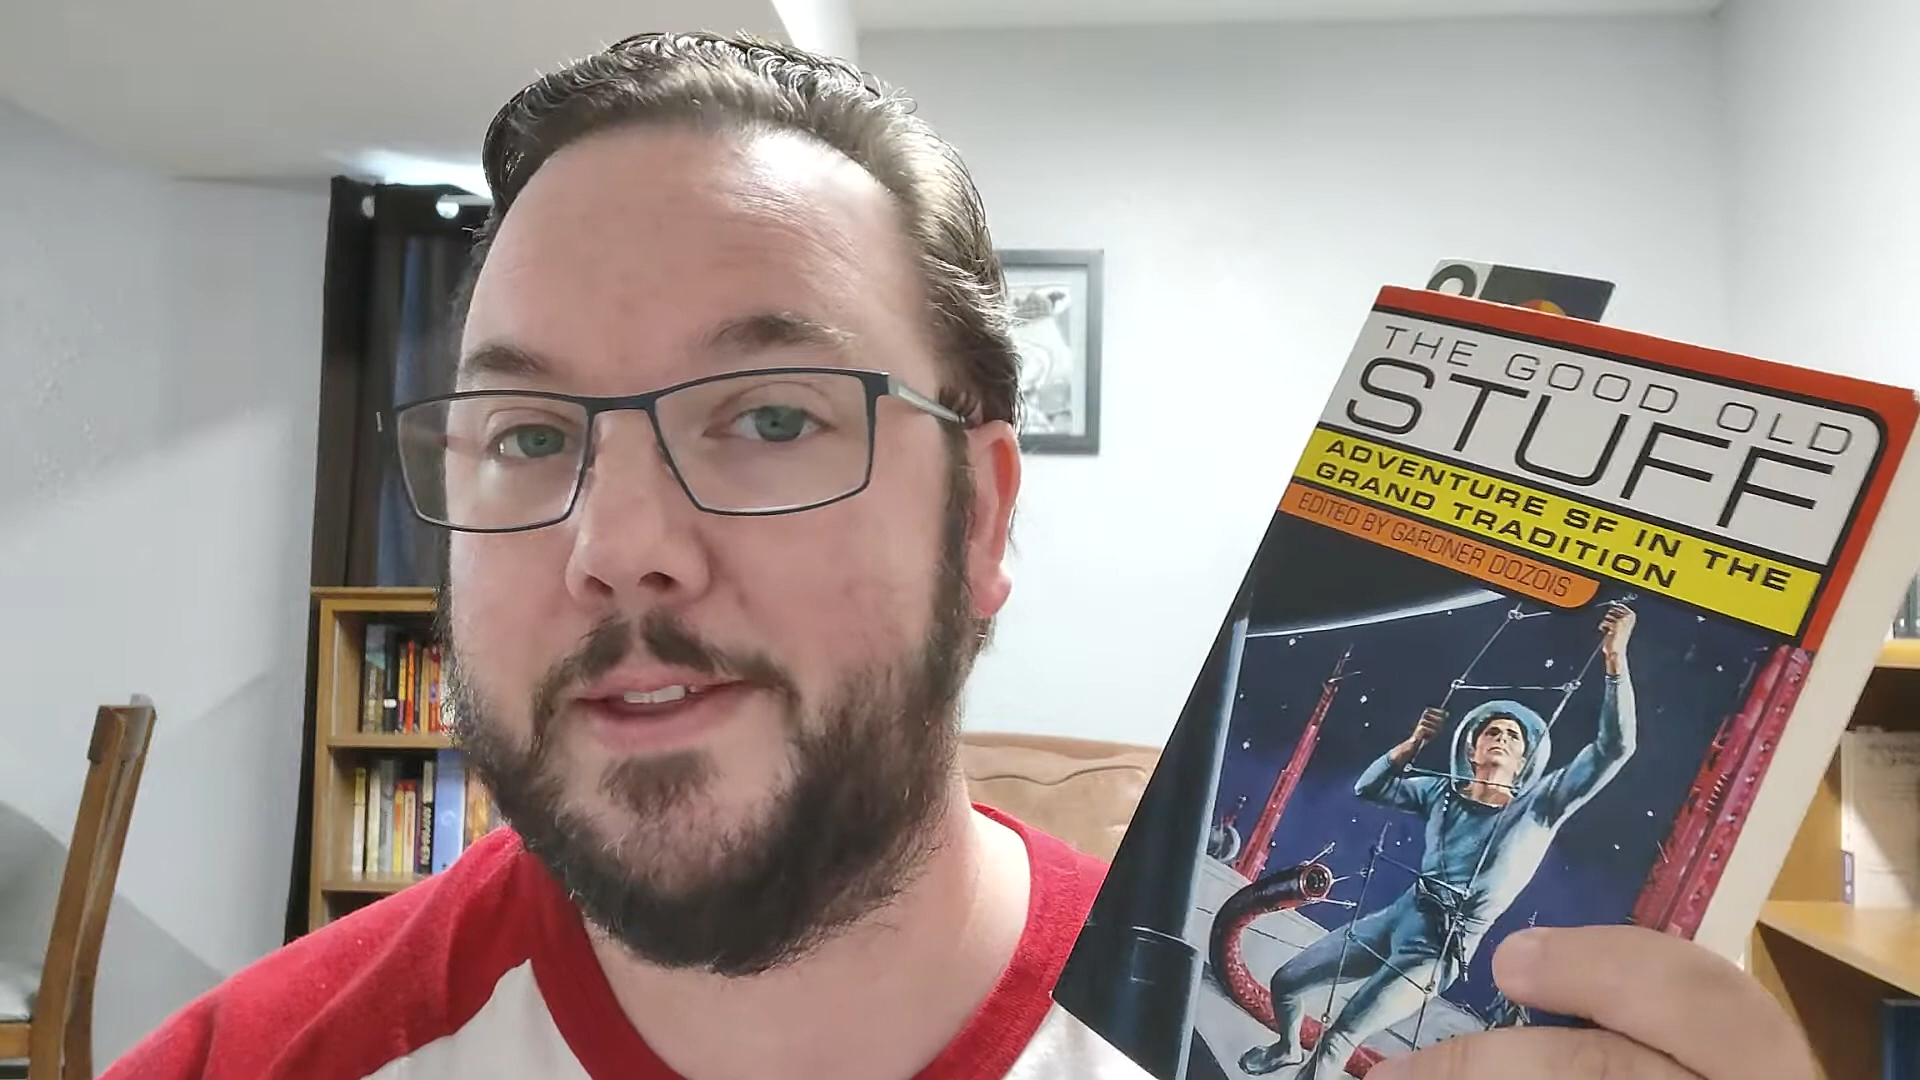 THE GOOD OLD
STUFF
ADVENTURE SF IN THE
GRAND TRADITION
EDITED BY GARDNER DOZOIS